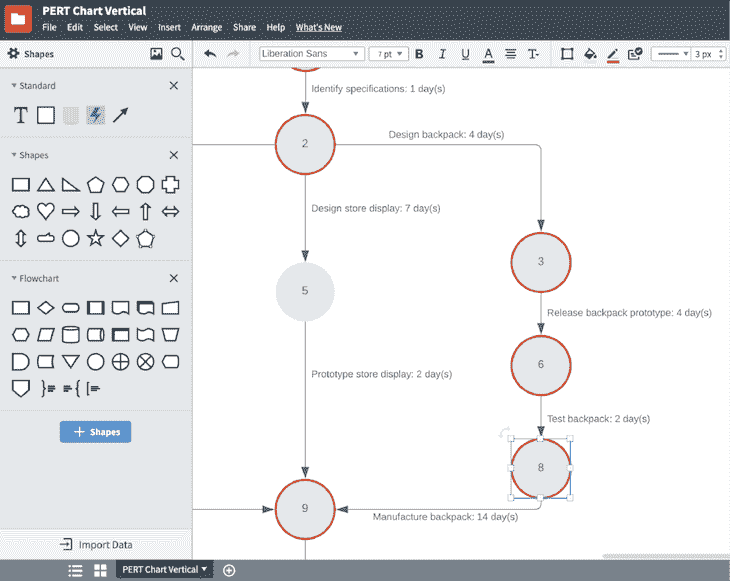 PERT Chart Vertical
File Edit Select View Insert Arrange Share Help What's New
Shapes
Liberation Sans 7 pt B I U A T 3 px
Standard
T
Shapes
Flowchart
+ Shapes
Import Data
PERT Chart Vertical
Identify specifications: 1 day(s)
2
Design backpack: 4 day(s)
Design store display: 7 day(s)
3
5
Release backpack prototype: 4 day(s)
6
Prototype store display: 2 day(s)
Test backpack: 2 day(s)
8
9
Manufacture backpack: 14 day(s)